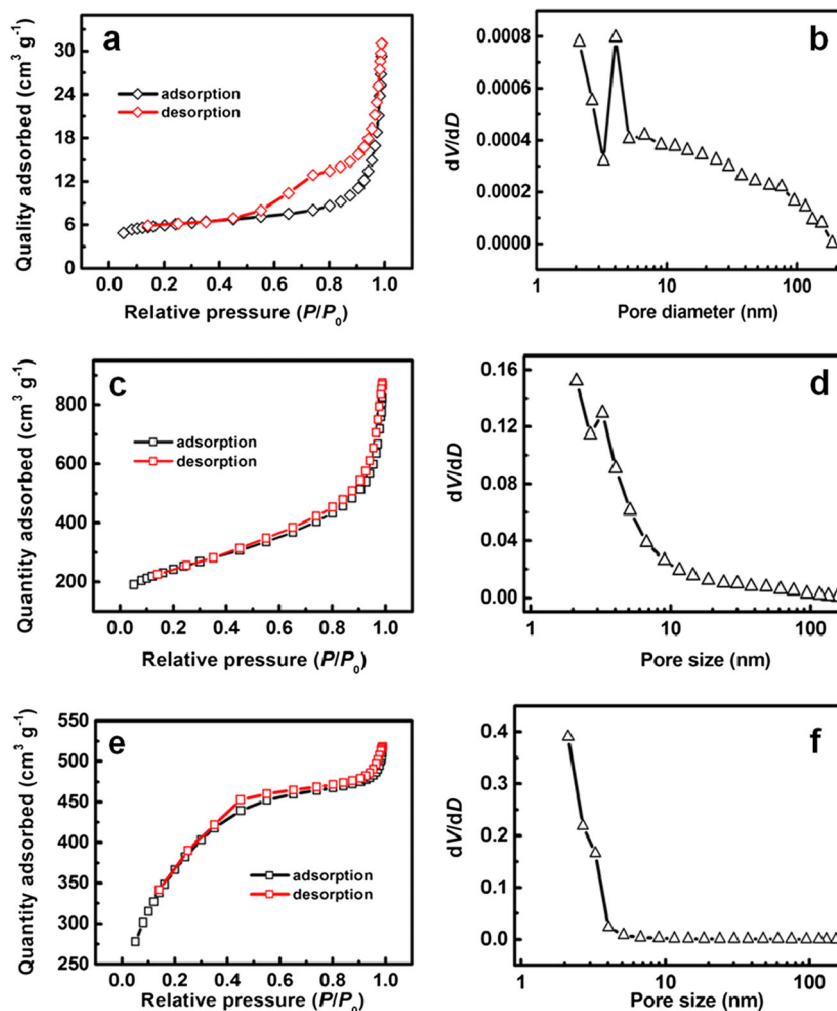 a
Quality adsorbed (cm³ g⁻¹)
30
24
18
12
6
0
adsorption
desorption
0.0 0.2 0.4 0.6 0.8 1.0
Relative pressure (P/P₀)
b
dV/dD
0.0008
0.0006
0.0004
0.0002
0.0000
1 10 100
Pore diameter (nm)
c
Quantity adsorbed (cm³ g⁻¹)
800
600
400
200
adsorption
desorption
0.0 0.2 0.4 0.6 0.8 1.0
Relative pressure (P/P₀)
d
dV/dD
0.16
0.12
0.08
0.04
0.00
1 10 100
Pore size (nm)
e
Quantity adsorbed (cm³ g⁻¹)
550
500
450
400
350
300
250
adsorption
desorption
0.0 0.2 0.4 0.6 0.8 1.0
Relative pressure (P/P₀)
f
dV/dD
0.4
0.3
0.2
0.1
0.0
1 10 100
Pore size (nm)